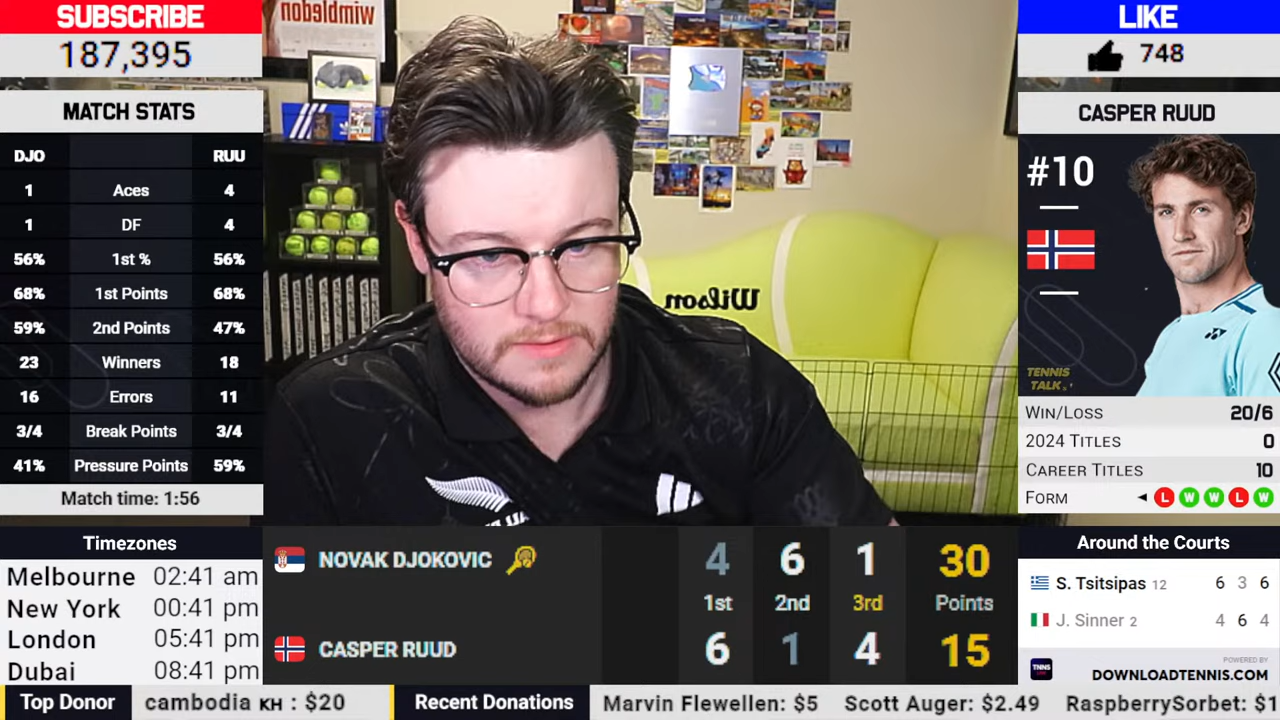 SUBSCRIBE
187,395
MATCH STATS
DJO RUU
1 Aces 4
1 DF 4
56% 1st % 56%
68% 1st Points 68%
59% 2nd Points 47%
23 Winners 18
16 Errors 11
3/4 Break Points 3/4
41% Pressure Points 59%
Match time: 1:56
Timezones
Melbourne 02:41 am
New York 00:41 pm
London 05:41 pm
Dubai 08:41 pm
wimbledon
Wilson
NOVAK DJOKOVIC 4 6 1 30
1st 2nd 3rd Points
CASPER RUUD 6 1 4 15
LIKE
748
CASPER RUUD
#10
TENNIS
TALK
WIN/LOSS 20/6
2024 TITLES 0
CAREER TITLES 10
FORM L W W L W
Around the Courts
S. Tsitsipas 12 6 3 6
J. Sinner 2 4 6 4
POWERED BY
TNNS
DOWNLOADTENNIS.COM
Top Donor cambodia KH : $20 Recent Donations Marvin Flewellen: $5 Scott Auger: $2.49 RaspberrySorbet: $1